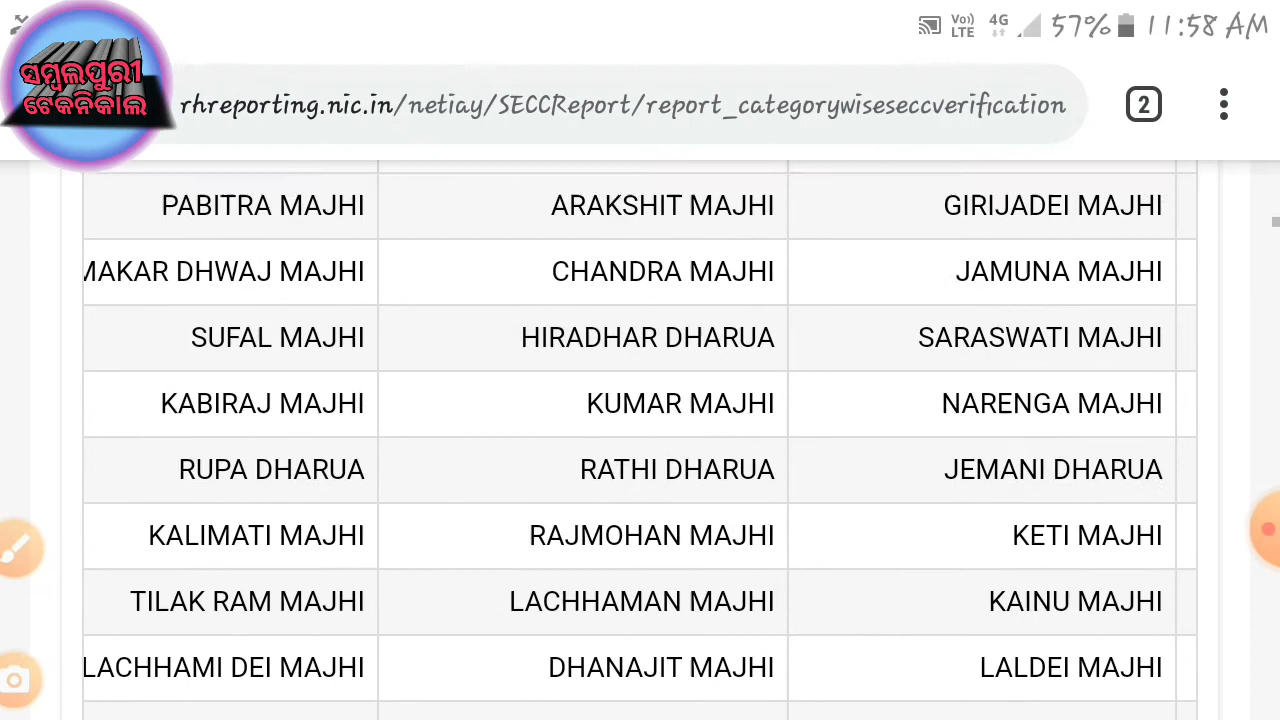 Vo)) 4G 57% 11:58 AM
LTE
ସମ୍ବଲପୁରୀ
ଟେକନିକାଲ
rhreporting.nic.in/netiay/SECCReport/report_categorywiseseccverification
2
PABITRA MAJHI ARAKSHIT MAJHI GIRIJADEI MAJHI
MAKAR DHWAJ MAJHI CHANDRA MAJHI JAMUNA MAJHI
SUFAL MAJHI HIRADHAR DHARUA SARASWATI MAJHI
KABIRAJ MAJHI KUMAR MAJHI NARENGA MAJHI
RUPA DHARUA RATHI DHARUA JEMANI DHARUA
KALIMATI MAJHI RAJMOHAN MAJHI KETI MAJHI
TILAK RAM MAJHI LACHHAMAN MAJHI KAINU MAJHI
LACHHAMI DEI MAJHI DHANAJIT MAJHI LALDEI MAJHI